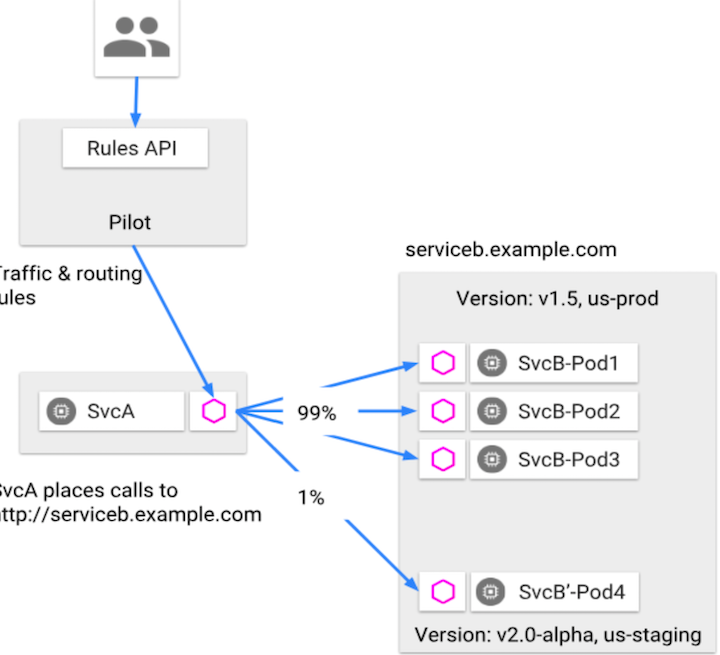 Rules API
Pilot
Traffic & routing
rules
serviceb.example.com
Version: v1.5, us-prod
SvcB-Pod1
SvcA
99%
SvcB-Pod2
SvcB-Pod3
SvcA places calls to
http://serviceb.example.com
1%
SvcB’-Pod4
Version: v2.0-alpha, us-staging